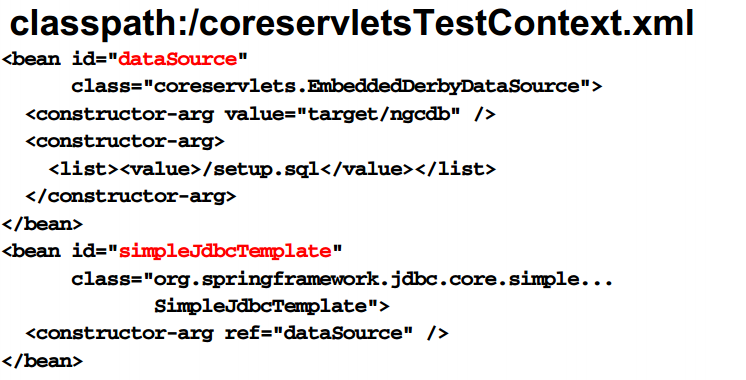 classpath:/coreservletsTestContext.xml
<bean id="dataSource"
class="coreservlets.EmbeddedDerbyDataSource">
<constructor-arg value="target/ngcdb" />
<constructor-arg>
<list><value>/setup.sql</value></list>
</constructor-arg>
</bean>
<bean id="simpleJdbcTemplate"
class="org.springframework.jdbc.core.simple...
SimpleJdbcTemplate">
<constructor-arg ref="dataSource" />
</bean>